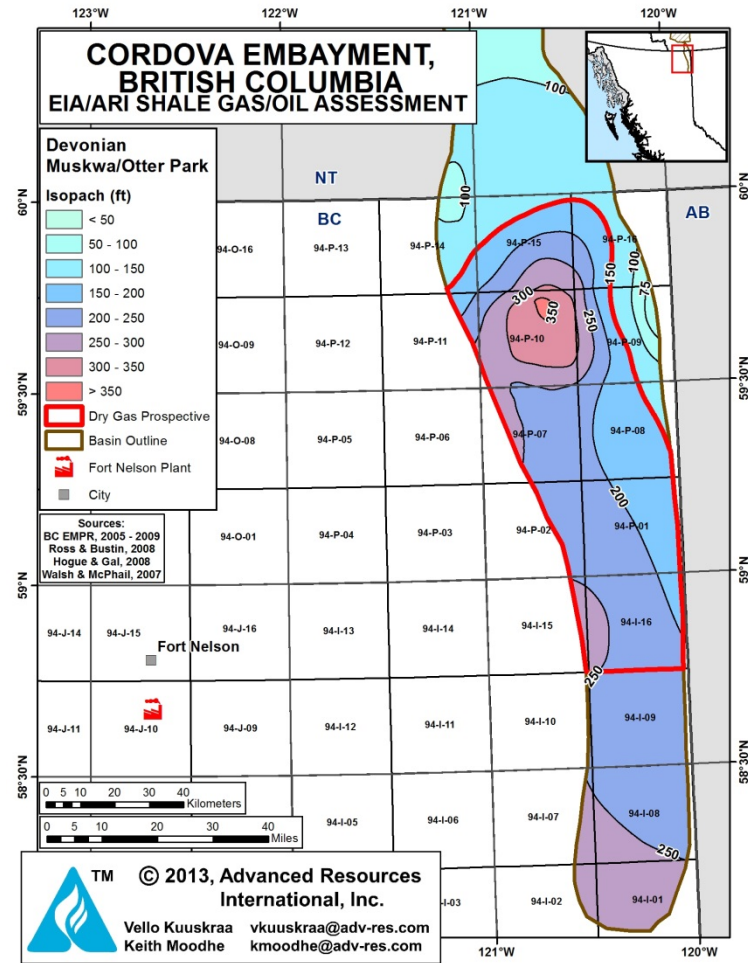 123°W 122°W 121°W 120°W
CORDOVA EMBAYMENT,
BRITISH COLUMBIA
EIA/ARI SHALE GAS/OIL ASSESSMENT
Devonian
Muskwa/Otter Park
Isopach (ft)
< 50
50 - 100
100 - 150
150 - 200
200 - 250
250 - 300
300 - 350
> 350
Dry Gas Prospective
Basin Outline
Fort Nelson Plant
City
Sources:
BC EMPR, 2005 - 2009
Ross & Bustin, 2008
Hogue & Gal, 2008
Walsh & McPhail, 2007
100
NT
100
60°N
60°N
BC
AB
94-O-16 94-P-13 94-P-14 94-P-15 94-P-16
150
100
75
300
350
250
94-O-09 94-P-12 94-P-11 94-P-10 94-P-09
59°30'N
59°30'N
94-O-08 94-P-05 94-P-06 94-P-07 94-P-08
200
94-O-01 94-P-04 94-P-03 94-P-02 94-P-01
59°N
59°N
94-J-14 94-J-15 94-J-16 94-I-13 94-I-14 94-I-15 94-I-16
Fort Nelson
250
94-J-11 94-J-10 94-J-09 94-I-12 94-I-11 94-I-10 94-I-09
58°30'N
58°30'N
0 5 10 20 30 40
Kilometers
94-I-05 94-I-06 94-I-07 94-I-08
0 5 10 20 30 40
Miles
250
-I-03 94-I-02 94-I-01
TM
© 2013, Advanced Resources
International, Inc.
Vello Kuuskraa vkuuskraa@adv-res.com
Keith Moodhe kmoodhe@adv-res.com
121°W 120°W